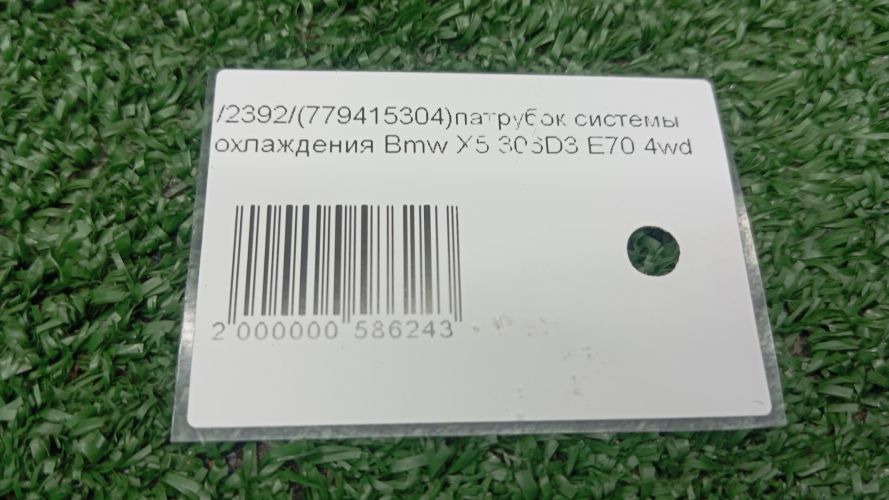 /2392/(779415304)патрубок системы
охлаждения Bmw X5 306D3 E70 4wd
2 000000 586243